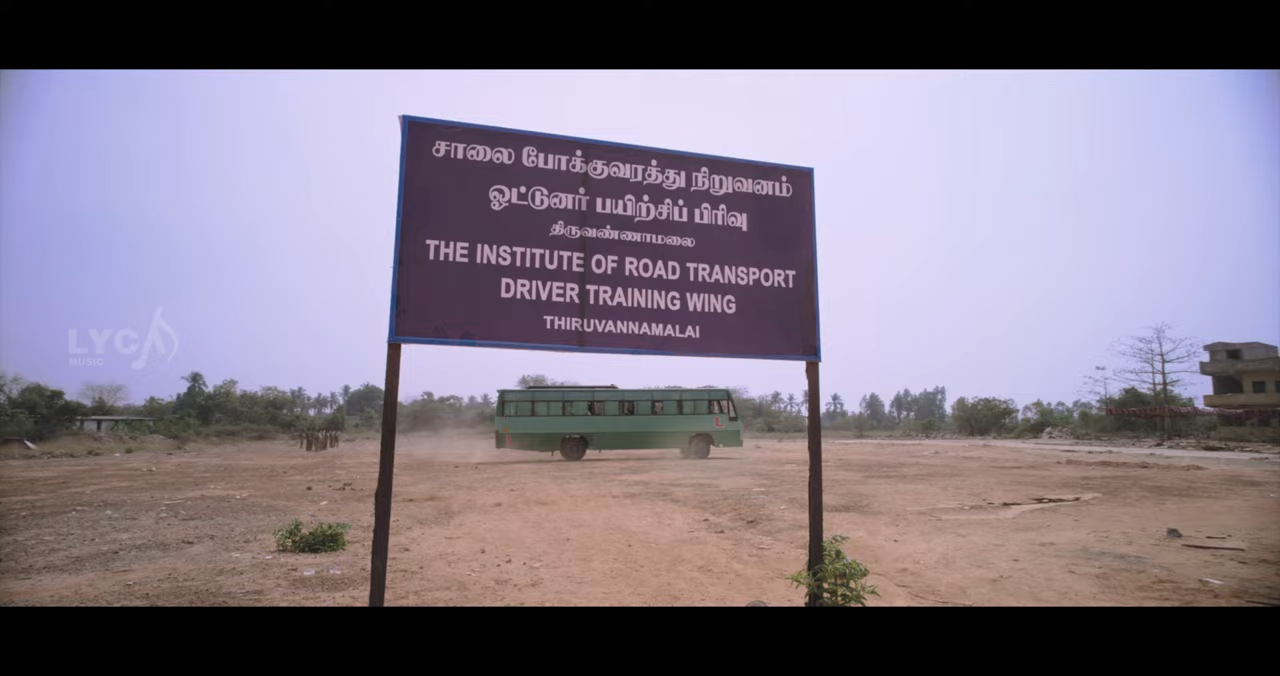 சாலை போக்குவரத்து நிறுவனம்
ஓட்டுனர் பயிற்சிப் பிரிவு
திருவண்ணாமலை
THE INSTITUTE OF ROAD TRANSPORT
DRIVER TRAINING WING
THIRUVANNAMALAI
LYCA
MUSIC
L